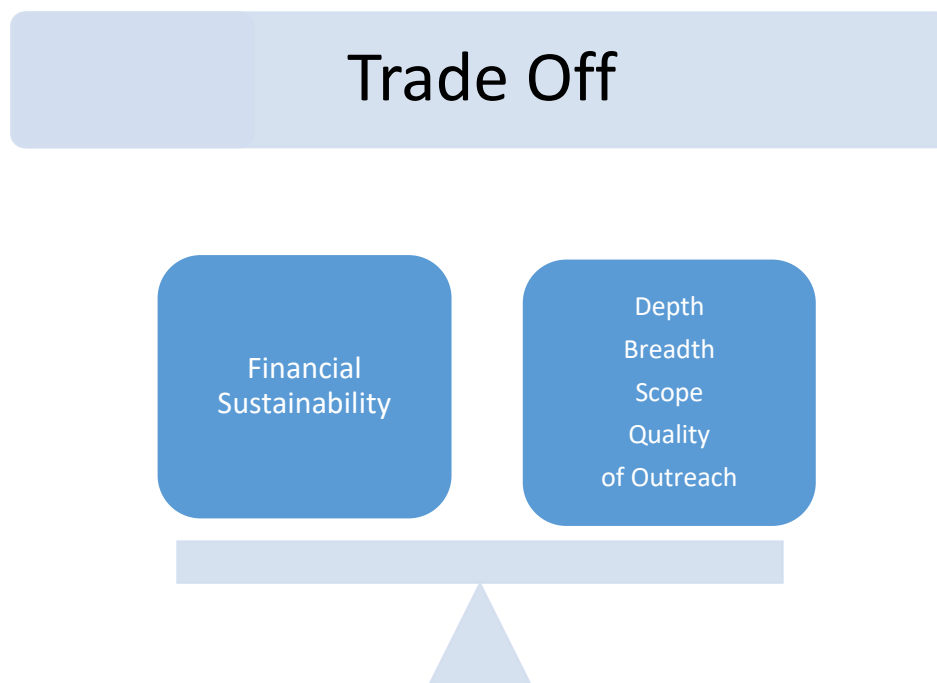 Trade Off
Financial
Sustainability
Depth
Breadth
Scope
Quality
of Outreach